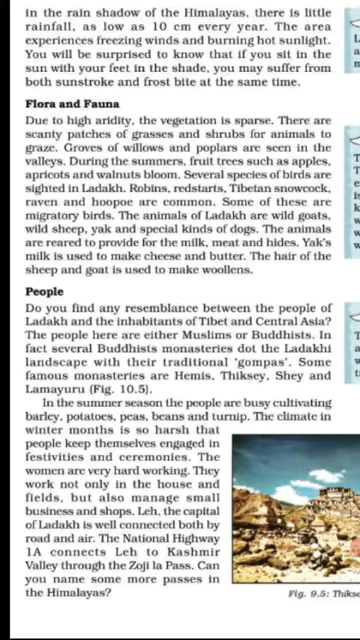 in the rain shadow of the Himalayas, there is little
rainfall, as low as 10 cm every year. The area
experiences freezing winds and burning hot sunlight.
You will be surprised to know that if you sit in the
sun with your feet in the shade, you may suffer from
both sunstroke and frost bite at the same time.
Flora and Fauna
Due to high aridity, the vegetation is sparse. There are
scanty patches of grasses and shrubs for animals to
graze. Groves of willows and poplars are seen in the
valleys. During the summers, fruit trees such as apples,
apricots and walnuts bloom. Several species of birds are
sighted in Ladakh. Robins, redstarts, Tibetan snowcock,
raven and hoopoe are common. Some of these are
migratory birds. The animals of Ladakh are wild goats,
wild sheep, yak and special kinds of dogs. The animals
are reared to provide for the milk, meat and hides. Yak's
milk is used to make cheese and butter. The hair of the
sheep and goat is used to make woollens.
People
Do you find any resemblance between the people of
Ladakh and the inhabitants of Tibet and Central Asia?
The people here are either Muslims or Buddhists. In
fact several Buddhists monasteries dot the Ladakhi
landscape with their traditional 'gompas'. Some
famous monasteries are Hemis, Thiksey, Shey and
Lamayuru (Fig. 10.5).
In the summer season the people are busy cultivating
barley, potatoes, peas, beans and turnip. The climate in
winter months is so harsh that
people keep themselves engaged in
festivities and ceremonies. The
women are very hard working. They
work not only in the house and
fields, but also manage small
business and shops. Leh, the capital
of Ladakh is well connected both by
road and air. The National Highway
1A connects Leh to Kashmir
Valley through the Zoji la Pass. Can
you name some more passes in
the Himalayas?
Fig. 9.5: